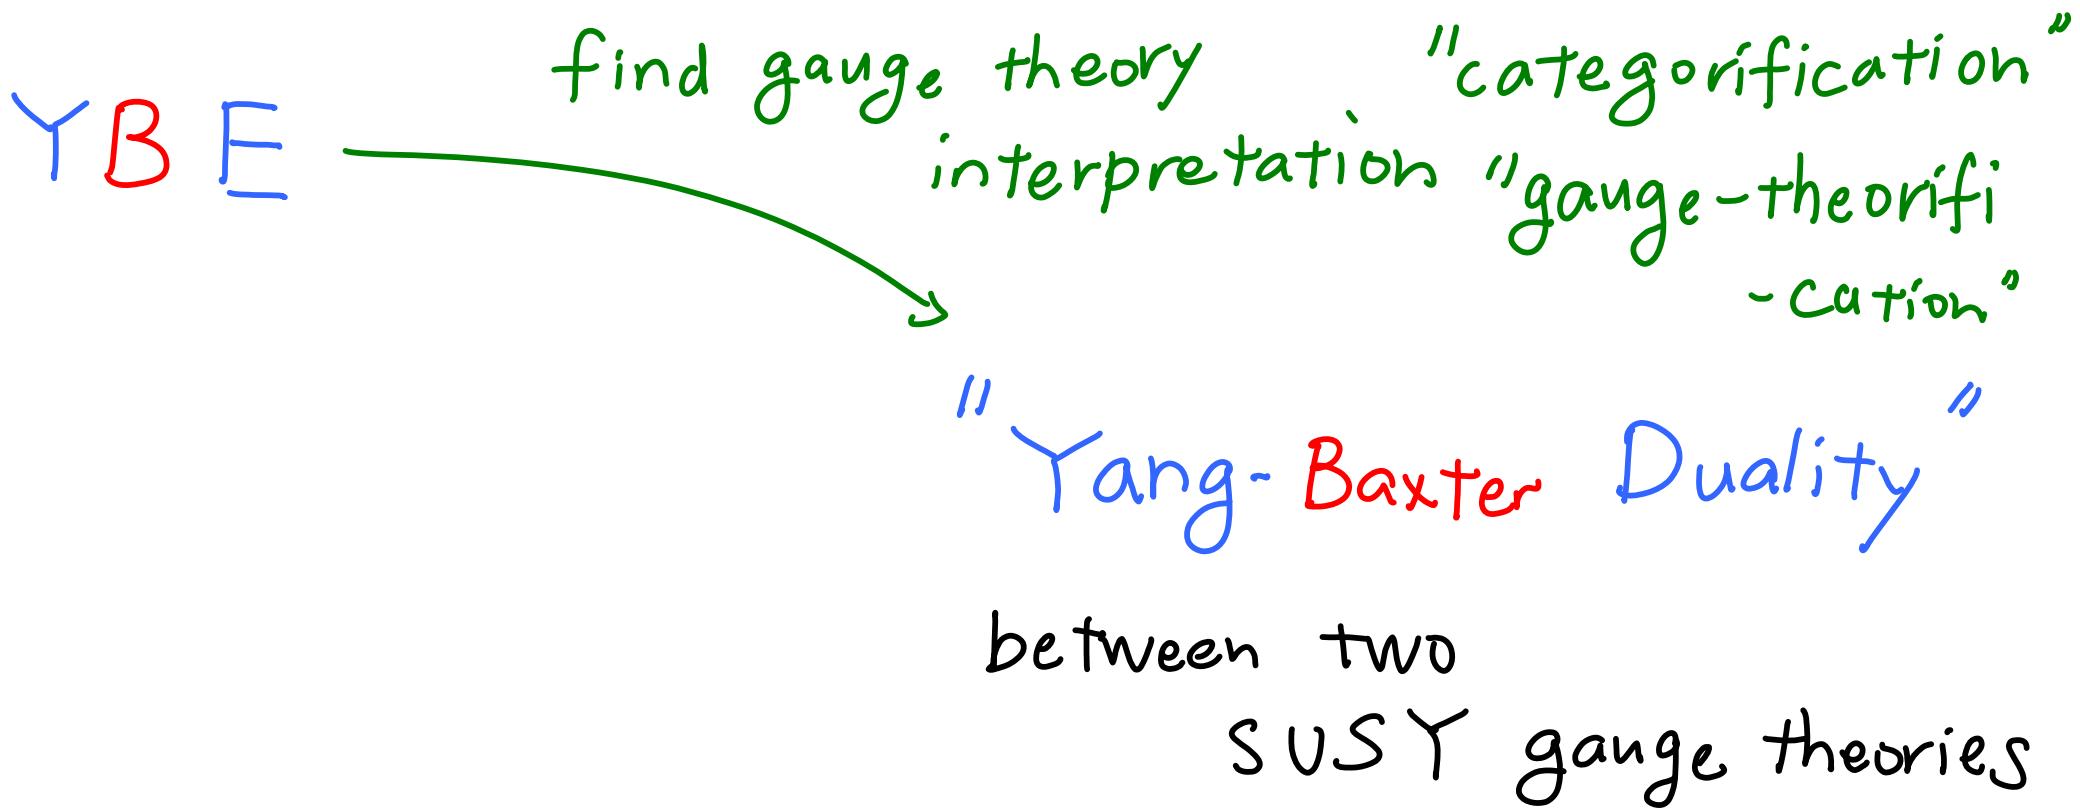 YBE
find gauge theory
interpretation
"categorification"
"gauge-theorifi
-cation"
"Yang-Baxter Duality"
between two
SUSY gauge theories